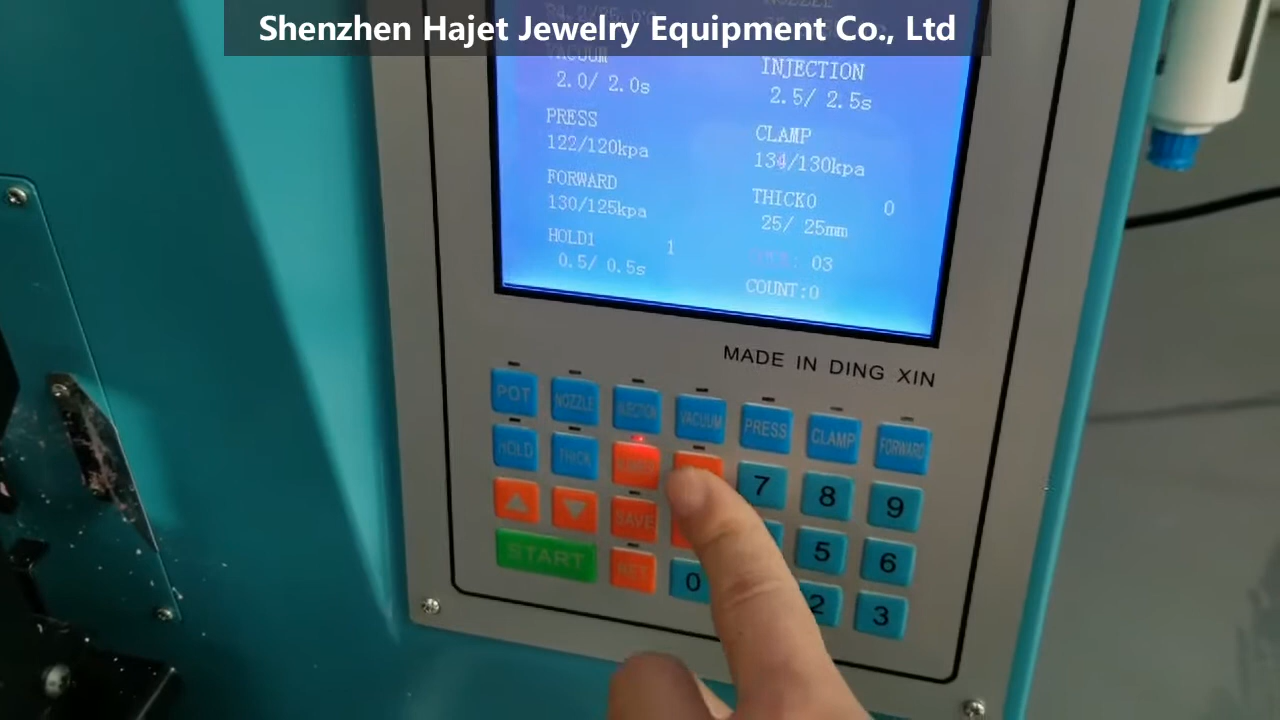 Shenzhen Hajet Jewelry Equipment Co., Ltd
VACUUM
2.0/ 2.0s
INJECTION
2.5/ 2.5s
PRESS
122/120kpa
CLAMP
134/130kpa
FORWARD
130/125kpa
THICKO 0
25/ 25mm
HOLD1 1
0.5/ 0.5s
03
COUNT:0
MADE IN DING XIN
POT NOZZLE INJECTION VACUUM PRESS CLAMP FORWARD
HOLD THICK 7 8 9
SAVE 5 6
START SET 0 2 3